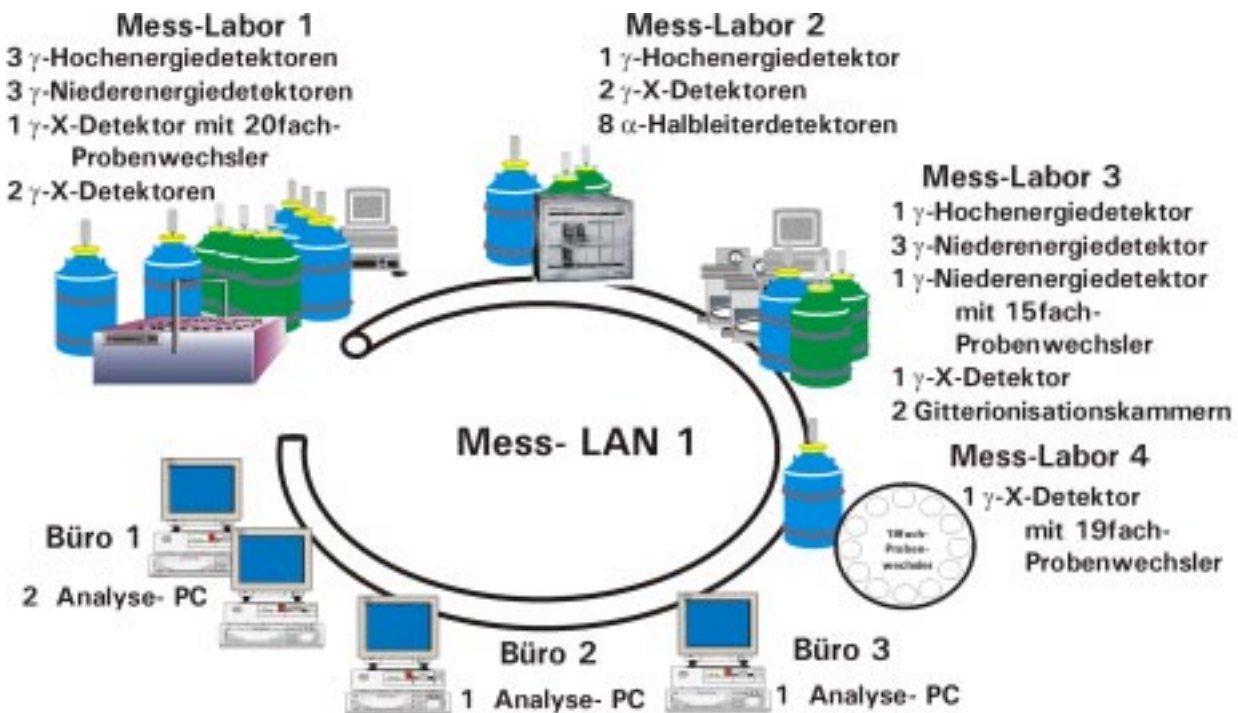 Mess-Labor 1
3 γ-Hochenergiedetektoren
3 γ-Niederenergiedetektoren
1 γ-X-Detektor mit 20fach-
Probenwechsler
2 γ-X-Detektoren
Mess-Labor 2
1 γ-Hochenergiedetektor
2 γ-X-Detektoren
8 α-Halbleiterdetektoren
Mess-Labor 3
1 γ-Hochenergiedetektor
3 γ-Niederenergiedetektor
1 γ-Niederenergiedetektor
mit 15fach-
Probenwechsler
1 γ-X-Detektor
2 Gitterionisationskammern
Mess-Labor 4
1 γ-X-Detektor
mit 19fach-
Probenwechsler
Proben-
wechsler
Mess- LAN 1
Büro 1
2 Analyse- PC
Büro 2
1 Analyse- PC
Büro 3
1 Analyse- PC